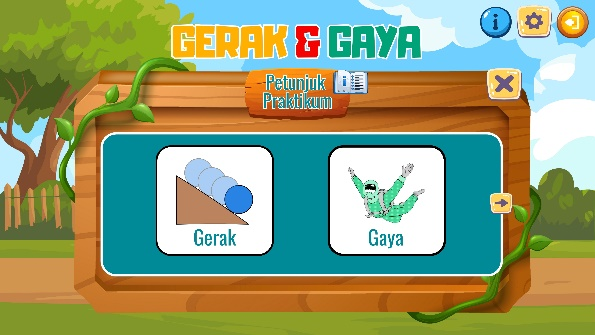 GERAK & GAYA
Petunjuk
Praktikum
Gerak
Gaya